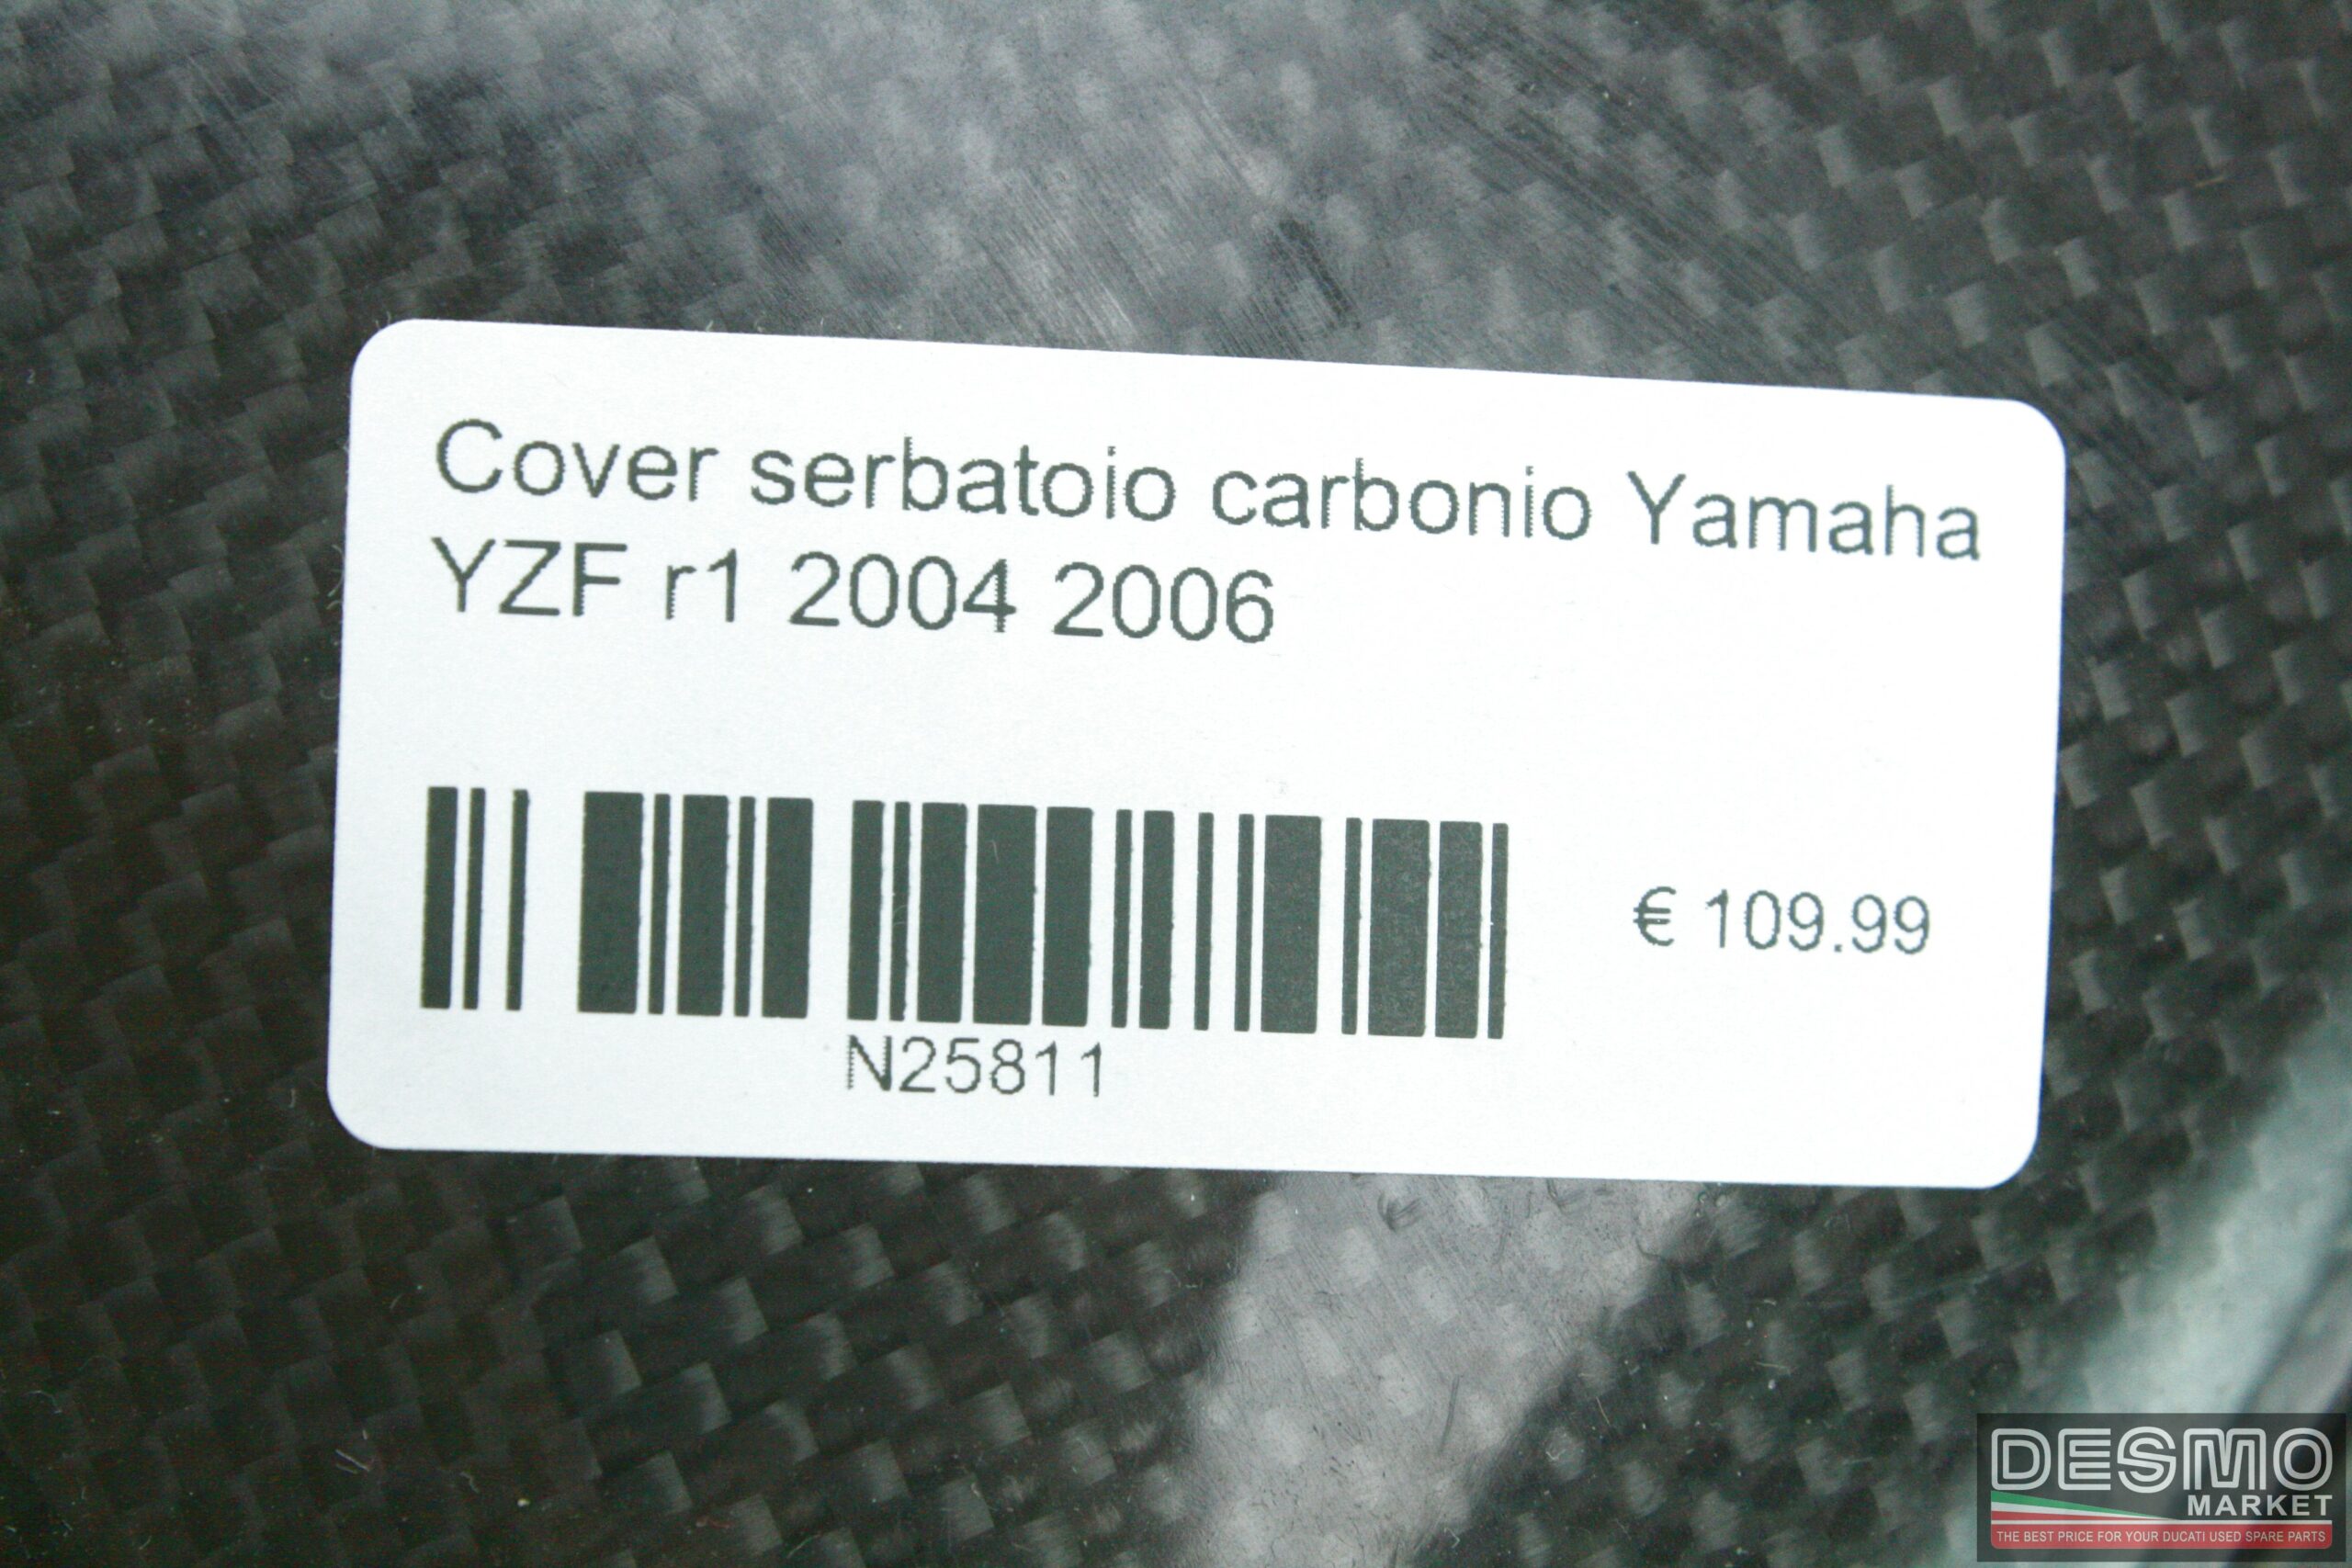 Cover serbatoio carbonio Yamaha
YZF r1 2004 2006
€ 109.99
N25811
DESMO
MARKET
THE BEST PRICE FOR YOUR DUCATI USED SPARE PARTS